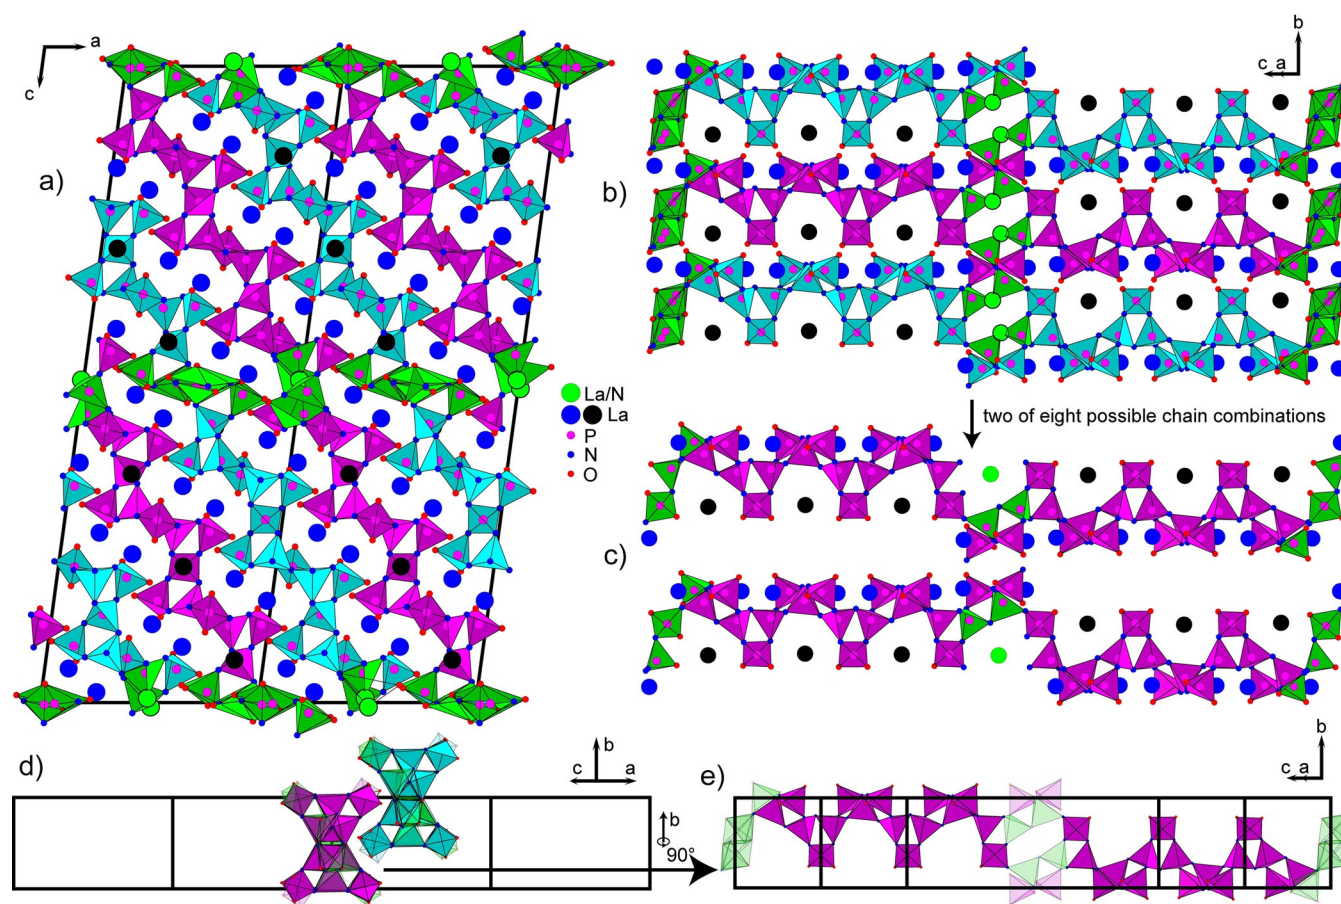 a
c
a)
b
c a
b)
La/N
La
P
N
O
two of eight possible chain combinations
c)
d)
b
c a
b
90°
e)
b
c a